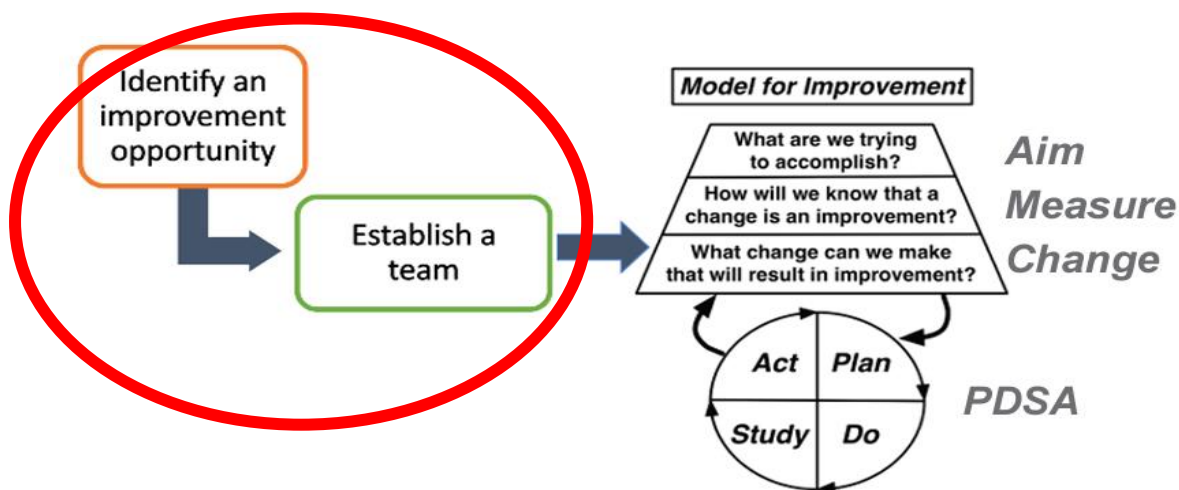 Identify an
improvement
opportunity
Establish a
team
Model for Improvement
What are we trying
to accomplish?
How will we know that a
change is an improvement?
What change can we make
that will result in improvement?
Aim
Measure
Change
Act
Plan
Study
Do
PDSA